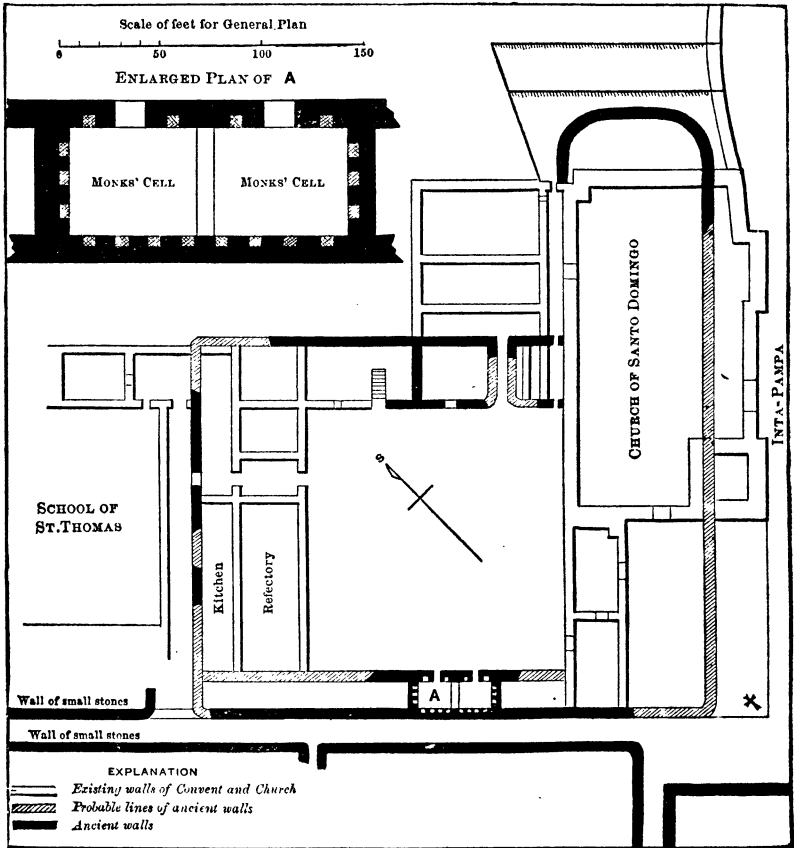 Scale of feet for General Plan
0 50 100 150
ENLARGED PLAN OF A
MONKS' CELL
MONKS' CELL
CHURCH OF SANTO DOMINGO
INTA-PAMPA
S
SCHOOL OF
ST. THOMAS
Kitchen
Refectory
A
Wall of small stones
Wall of small stones
EXPLANATION
Existing walls of Convent and Church
Probable lines of ancient walls
Ancient walls